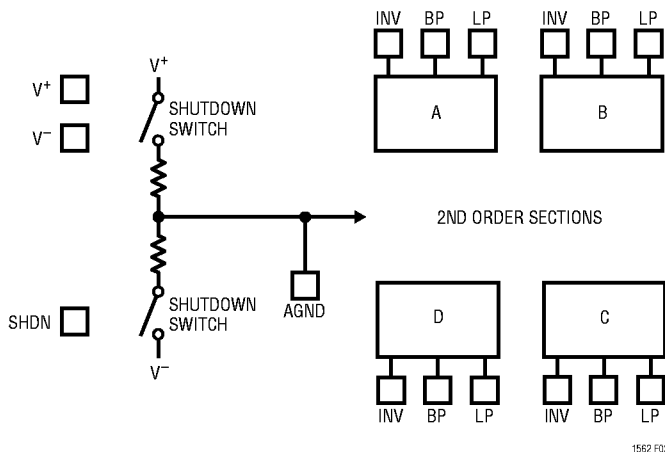 INV BP LP INV BP LP
V+
V+
SHUTDOWN
SWITCH
A B
V−
2ND ORDER SECTIONS
SHDN
SHUTDOWN
SWITCH
AGND
D C
V−
INV BP LP INV BP LP